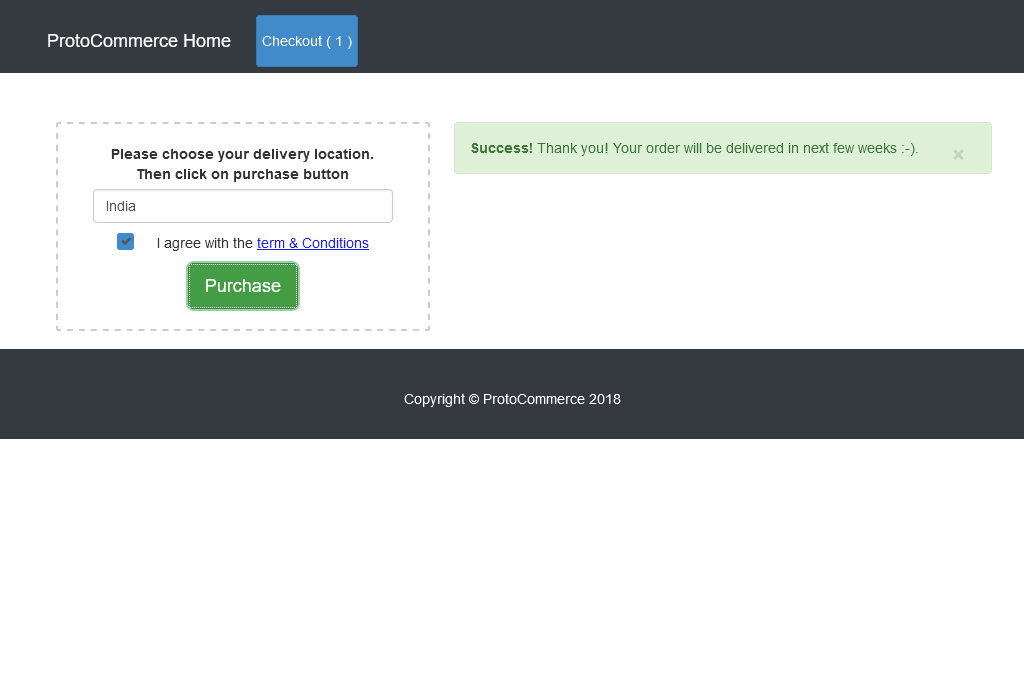 ProtoCommerce Home
Checkout ( 1 )
Please choose your delivery location.
Then click on purchase button
India
I agree with the term & Conditions
Purchase
Success! Thank you! Your order will be delivered in next few weeks :-).
×
Copyright © ProtoCommerce 2018